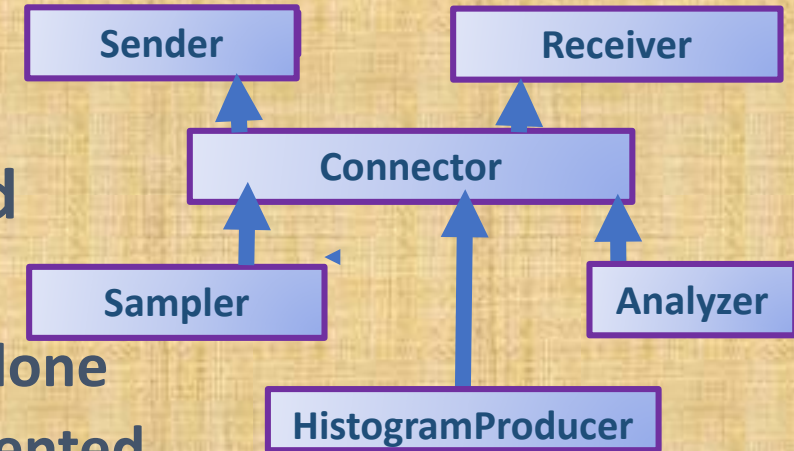 Sender
Receiver
Connector
Sampler
Analyzer
HistogramProducer